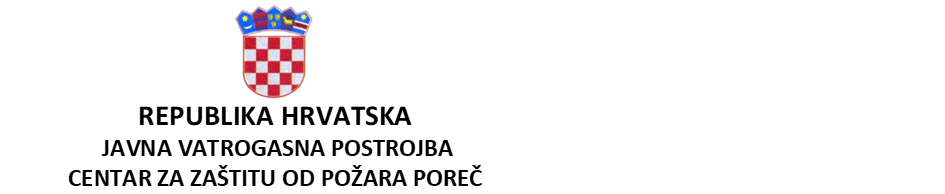 REPUBLIKA HRVATSKA
JAVNA VATROGASNA POSTROJBA
CENTAR ZA ZAŠTITU OD POŽARA POREČ